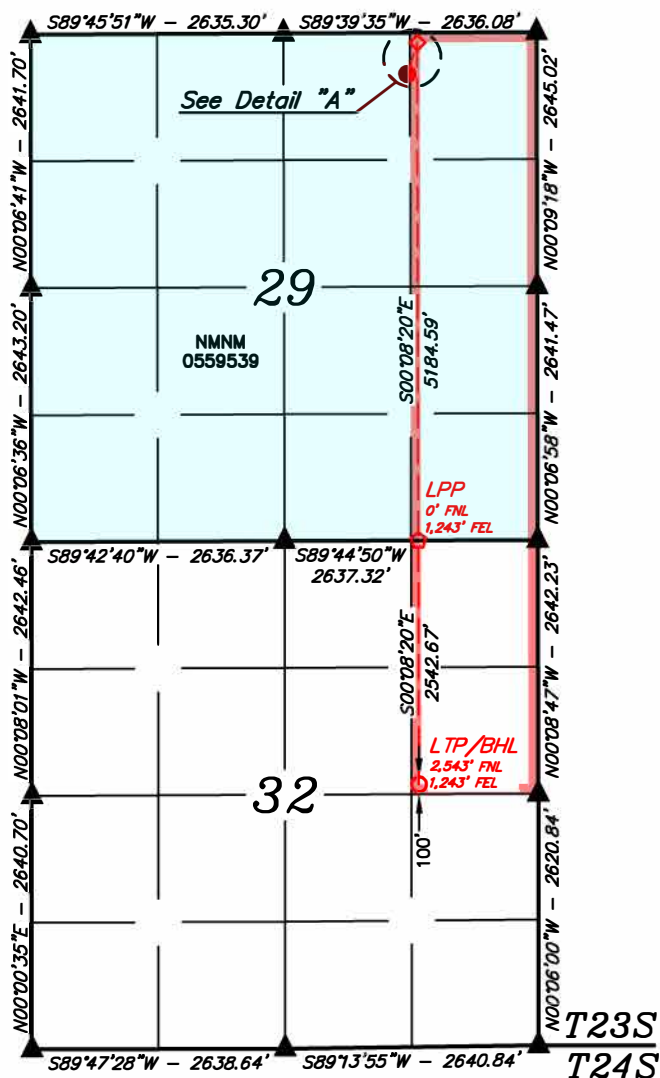 S89°45'51"W - 2635.30'
S89°39'35"W - 2636.08'
N00°06'41"W - 2641.70'
See Detail "A"
N00°09'18"W - 2645.02'
29
NMNM
0559539
S00°08'20"E
5184.59'
N00°06'36"W - 2643.20'
N00°06'58"W - 2641.47'
LPP
0' FNL
1,243' FEL
S89°42'40"W - 2636.37'
S89°44'50"W
2637.32'
N00°08'01"W - 2642.46'
S00°08'20"E
2542.67'
N00°08'47"W - 2642.23'
LTP/BHL
2,543' FNL
1,243' FEL
32
100'
N00°00'35"E - 2640.70'
N00°06'00"W - 2620.84'
S89°47'28"W - 2638.64'
S89°13'55"W - 2640.84'
T23S
T24S